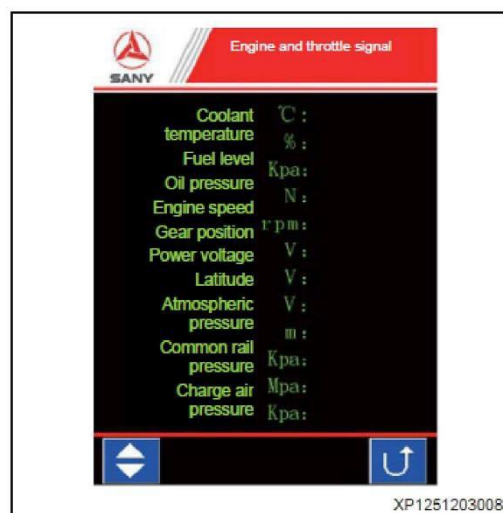 Engine and throttle signal
SANY
Coolant
temperature
Fuel level
Oil pressure
Engine speed
Gear position
Power voltage
Latitude
Atmospheric
pressure
Common rail
pressure
Charge air
pressure
℃:
%:
Kpa:
N:
rpm:
V:
V:
V:
m:
Kpa:
Mpa:
Kpa:
XP1251203008